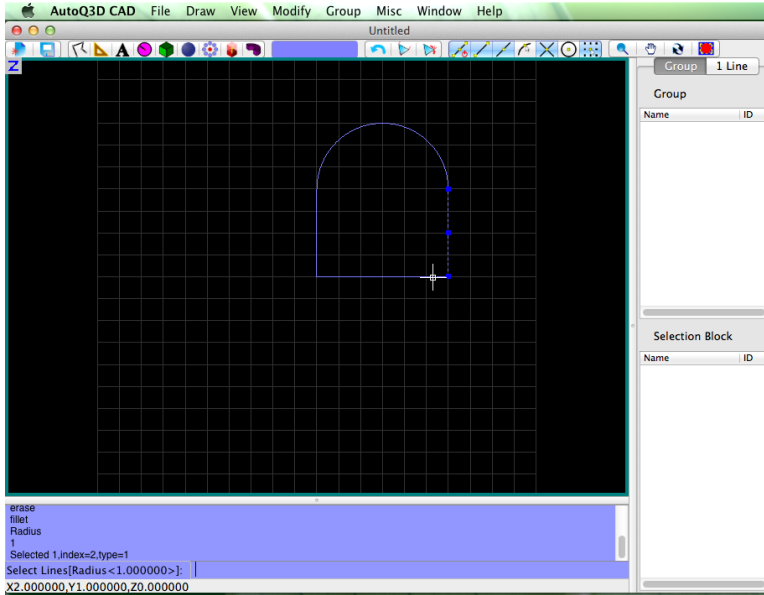 AutoQ3D CAD File Draw View Modify Group Misc Window Help
Untitled
A
Z
Group 1 Line
Group
Name ID
Selection Block
Name ID
erase
fillet
Radius
1
Selected 1,index=2,type=1
Select Lines[Radius<1.000000>]:
X2.000000,Y1.000000,Z0.000000